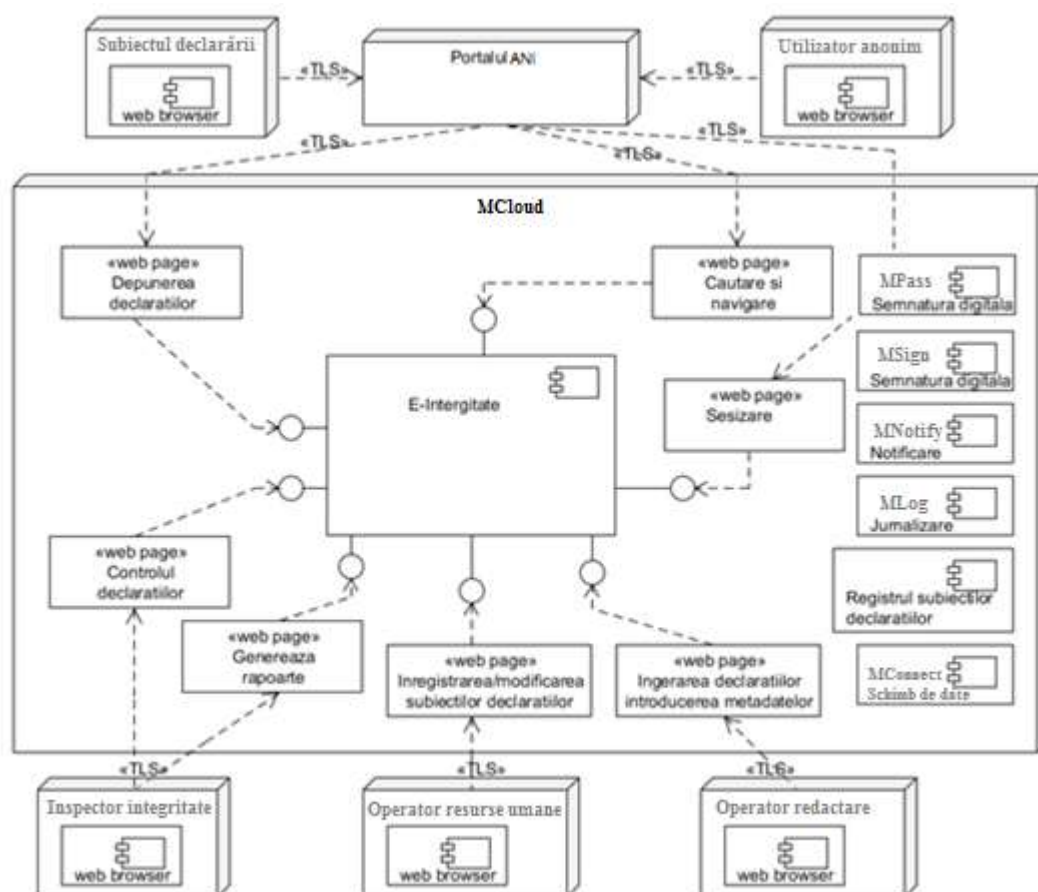 Subiectul declarării
web browser
«TLS»
Portalul ANI
«TLS»
Utilizator anonim
web browser
«TLS»
«TLS»
«TLS»
MCloud
«web page»
Depunerea
declaratiilor
«web page»
Cautare si
navigare
MPass
Semnatura digitala
E-Intergitate
«web page»
Sesizare
MSign
Semnatura digitala
MNotify
Notificare
MLog
Jurnalizare
«web page»
Controlul
declaratiilor
Registrul subiectilor
declaratiilor
«web page»
Genereaza
rapoarte
«web page»
Inregistrarea/modificarea
subiectilor declaratiilor
«web page»
Ingerarea declaratiilor
introducerea metadatelor
MConnect
Schimb de date
«TLS»
«TLS»
«TLS»
Inspector integritate
web browser
Operator resurse umane
web browser
Operator redactare
web browser